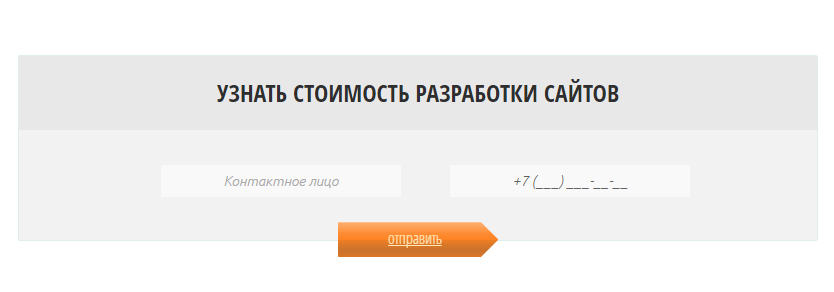 УЗНАТЬ СТОИМОСТЬ РАЗРАБОТКИ САЙТОВ
Контактное лицо +7 (___) ___-__-__
отправить